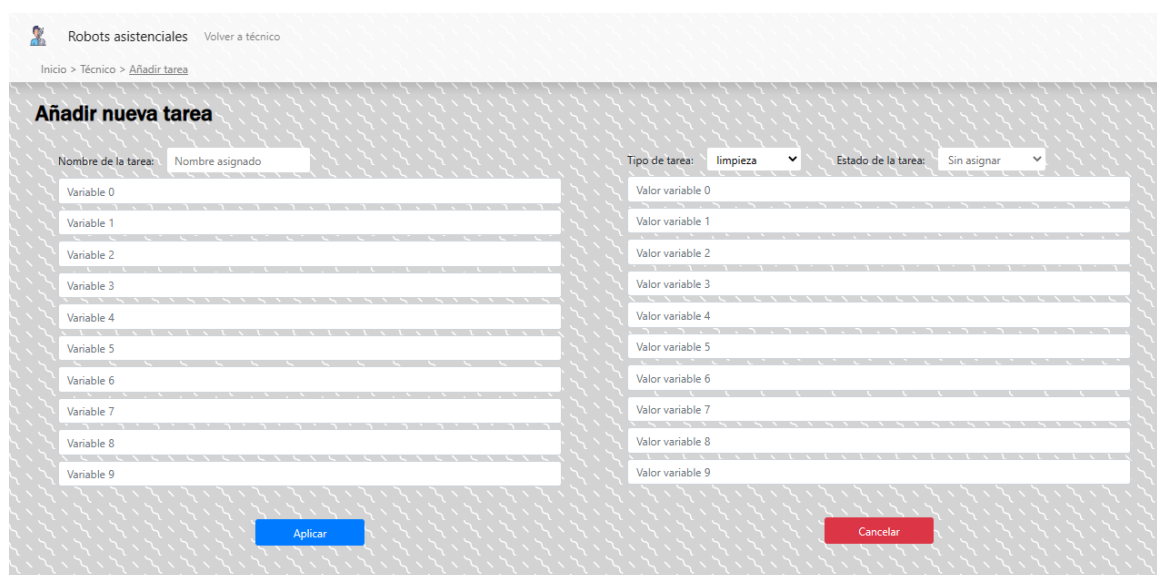 Robots asistenciales Volver a técnico
Inicio > Técnico > Añadir tarea
Añadir nueva tarea
Nombre de la tarea: Nombre asignado Tipo de tarea: limpieza Estado de la tarea: Sin asignar
Variable 0 Valor variable 0
Variable 1 Valor variable 1
Variable 2 Valor variable 2
Variable 3 Valor variable 3
Variable 4 Valor variable 4
Variable 5 Valor variable 5
Variable 6 Valor variable 6
Variable 7 Valor variable 7
Variable 8 Valor variable 8
Variable 9 Valor variable 9
Aplicar Cancelar